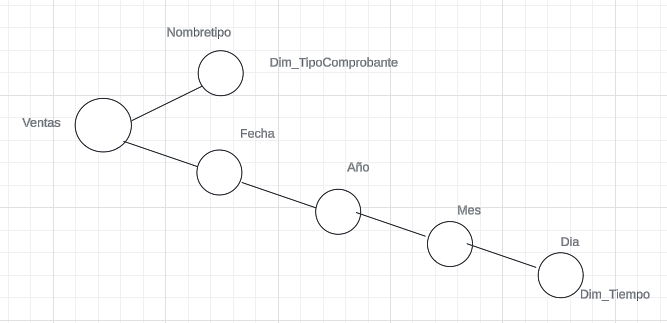 Nombretipo
Dim_TipoComprobante
Ventas
Fecha
Año
Mes
Dia
Dim_Tiempo